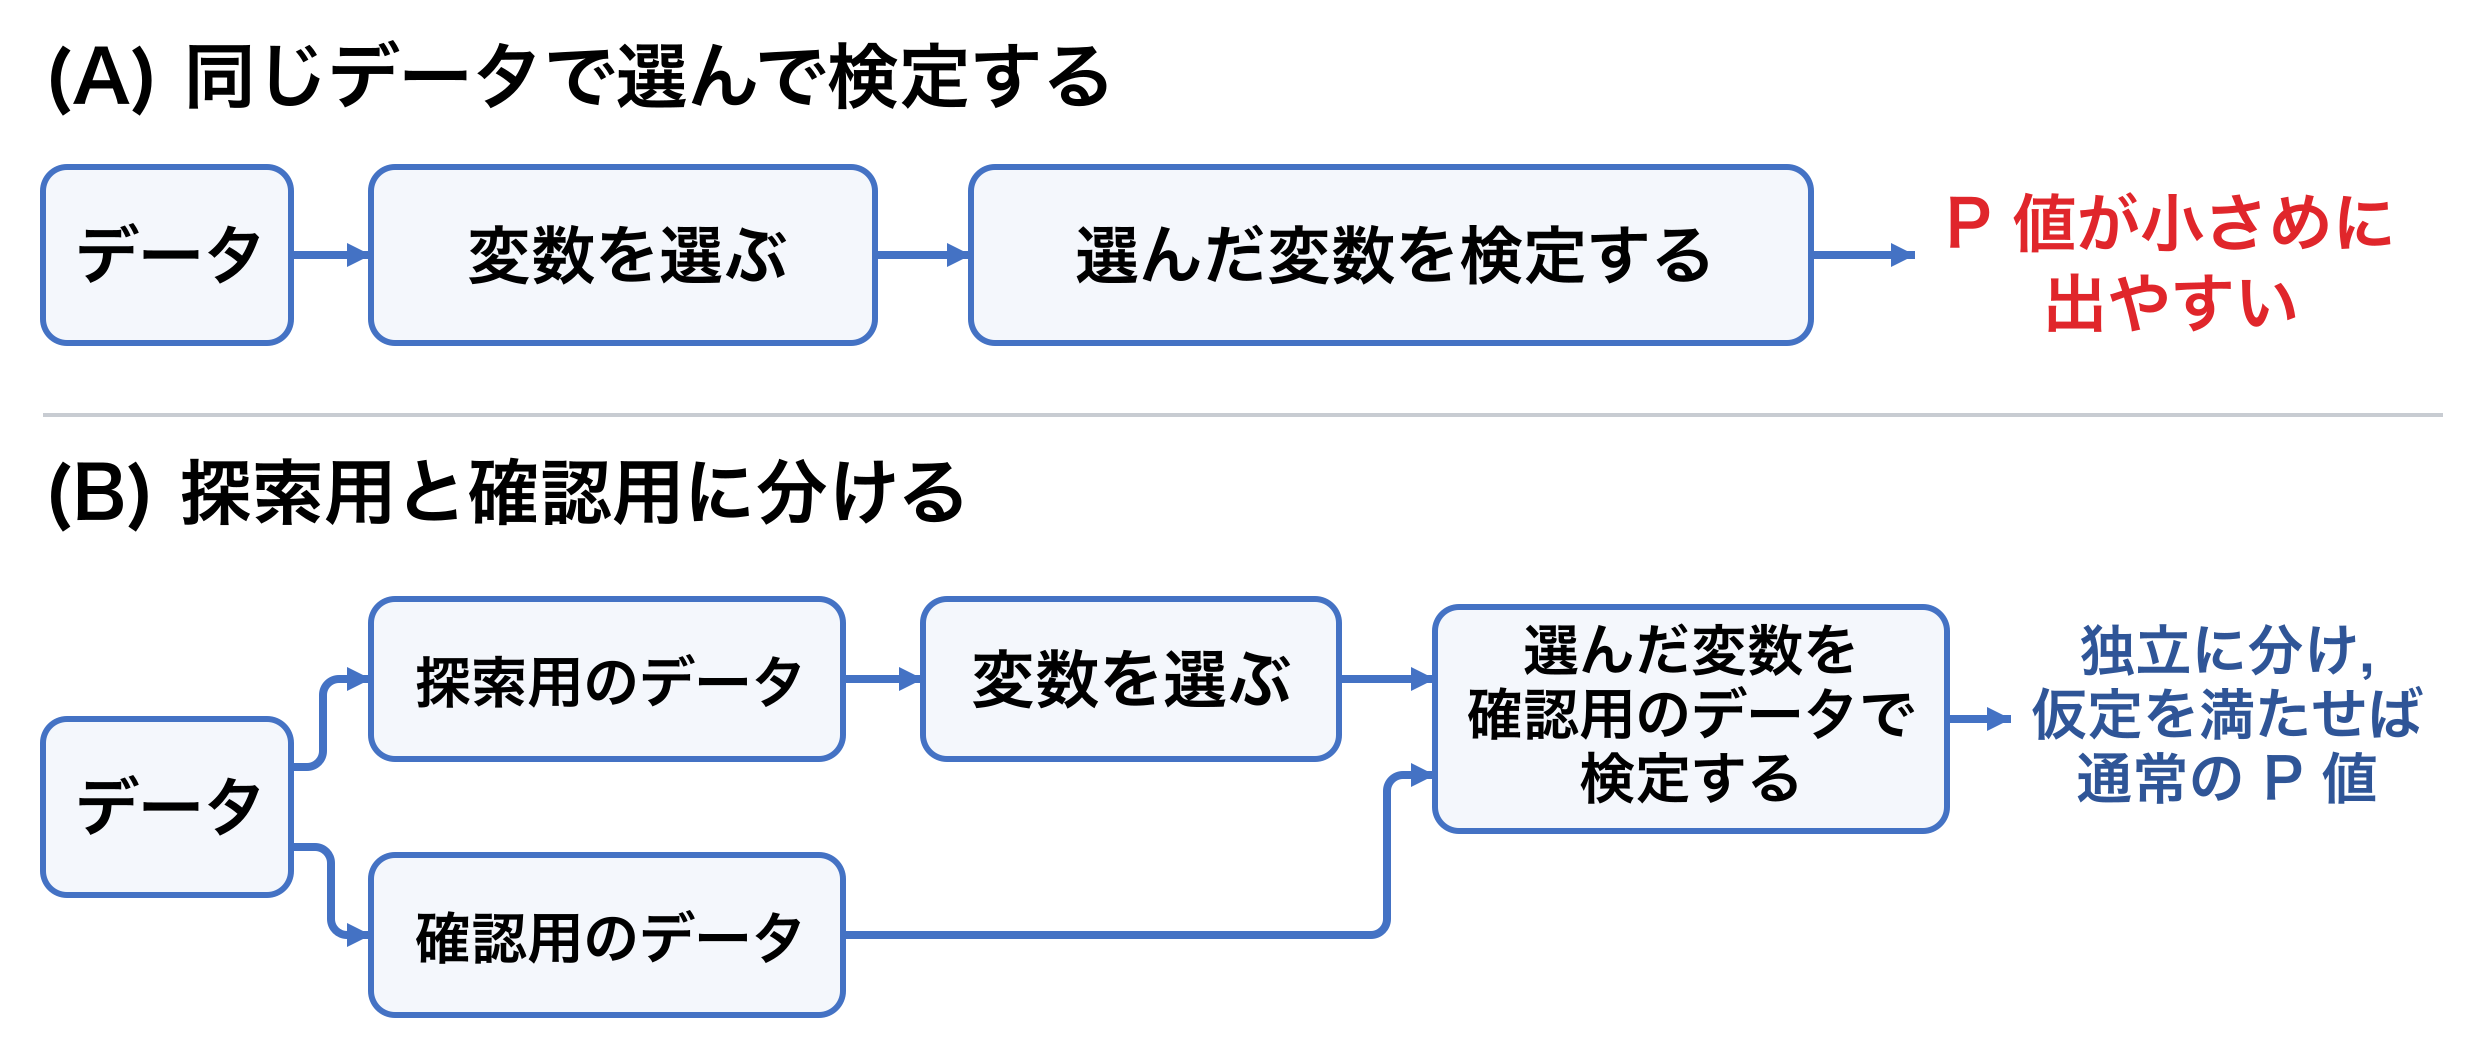 (A) 同じデータで選んで検定する
データ
変数を選ぶ
選んだ変数を検定する
P 値が小さめに
出やすい
(B) 探索用と確認用に分ける
データ
探索用のデータ
変数を選ぶ
確認用のデータ
選んだ変数を
確認用のデータで
検定する
独立に分け,
仮定を満たせば
通常の P 値